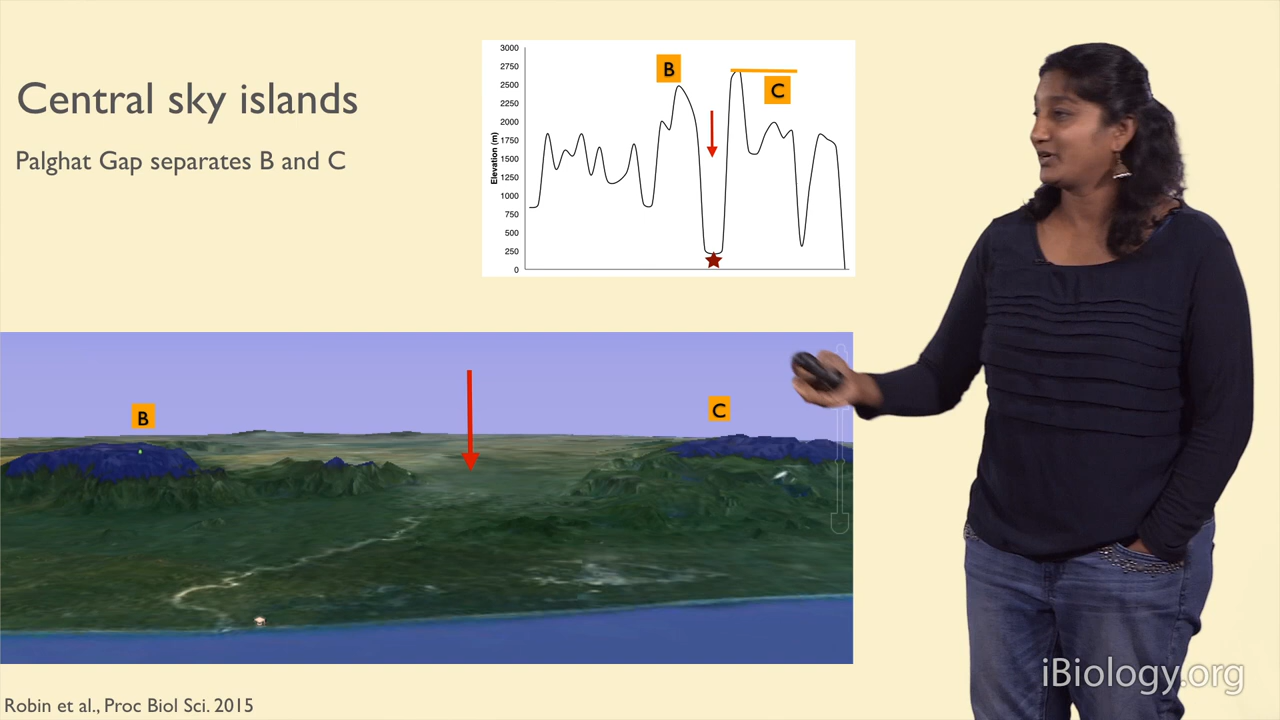 Central sky islands
Palghat Gap separates B and C
Elevation (m)
3000
2750
2500
2250
2000
1750
1500
1250
1000
750
500
250
0
B
C
B
C
Robin et al., Proc Biol Sci. 2015
iBiology.org